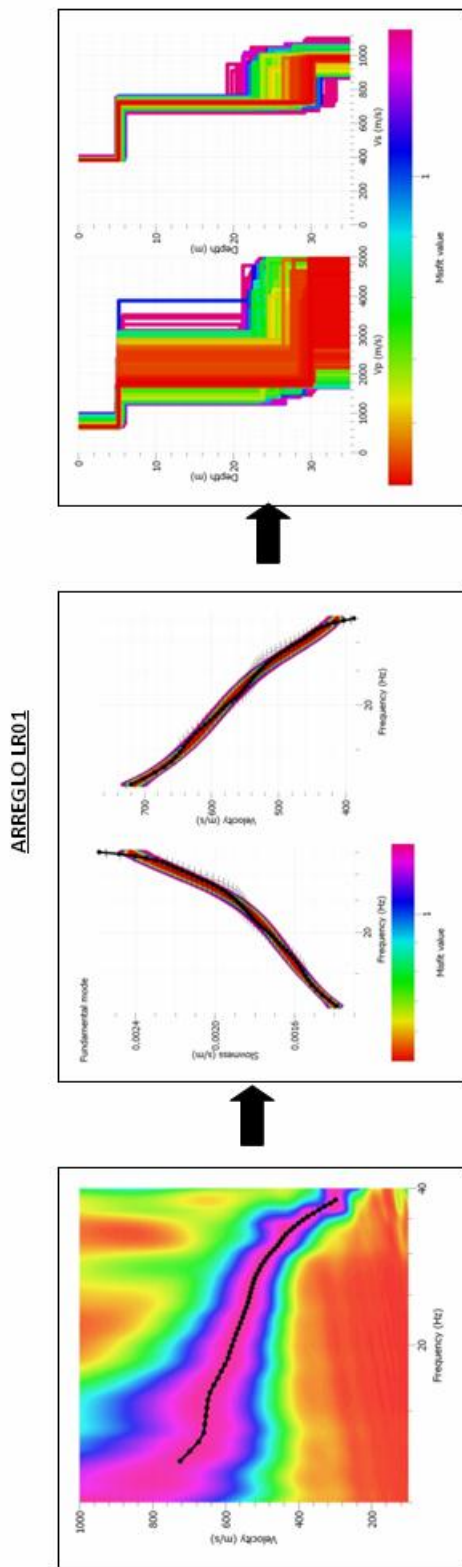 ARREGLO LR01
1000
800
600
400
200
Velocity (m/s)
20
40
Frequency (Hz)
Fundamental mode
0.0024
0.0020
0.0016
Slowness (s/m)
20
Frequency (Hz)
1
Misfit value
700
600
500
400
Velocity (m/s)
20
Frequency (Hz)
0
10
20
30
Depth (m)
0
1000
2000
3000
4000
5000
Vp (m/s)
0
10
20
30
Depth (m)
0
200
400
600
800
1000
Vs (m/s)
1
Misfit value